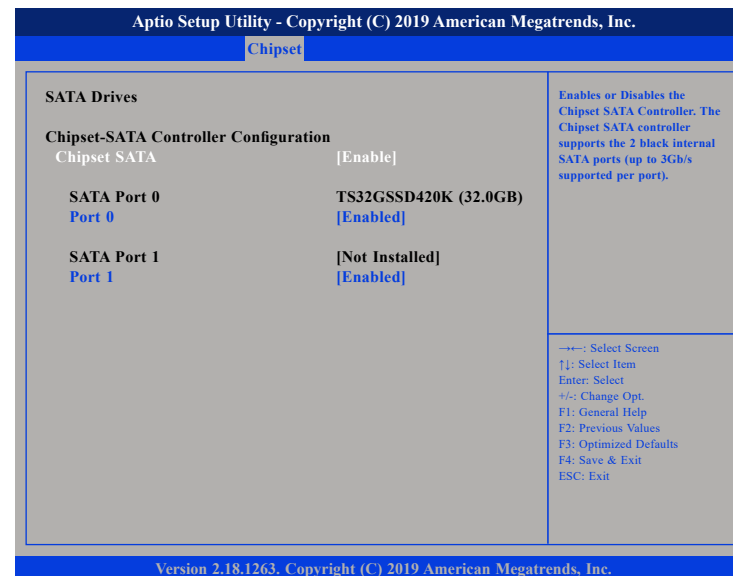 Aptio Setup Utility - Copyright (C) 2019 American Megatrends, Inc.
Chipset
SATA Drives
Chipset-SATA Controller Configuration
Chipset SATA [Enable]
SATA Port 0 TS32GSSD420K (32.0GB)
Port 0 [Enabled]
SATA Port 1 [Not Installed]
Port 1 [Enabled]
Enables or Disables the
Chipset SATA Controller. The
Chipset SATA controller
supports the 2 black internal
SATA ports (up to 3Gb/s
supported per port).
→←: Select Screen
↑↓: Select Item
Enter: Select
+/-: Change Opt.
F1: General Help
F2: Previous Values
F3: Optimized Defaults
F4: Save & Exit
ESC: Exit
Version 2.18.1263. Copyright (C) 2019 American Megatrends, Inc.